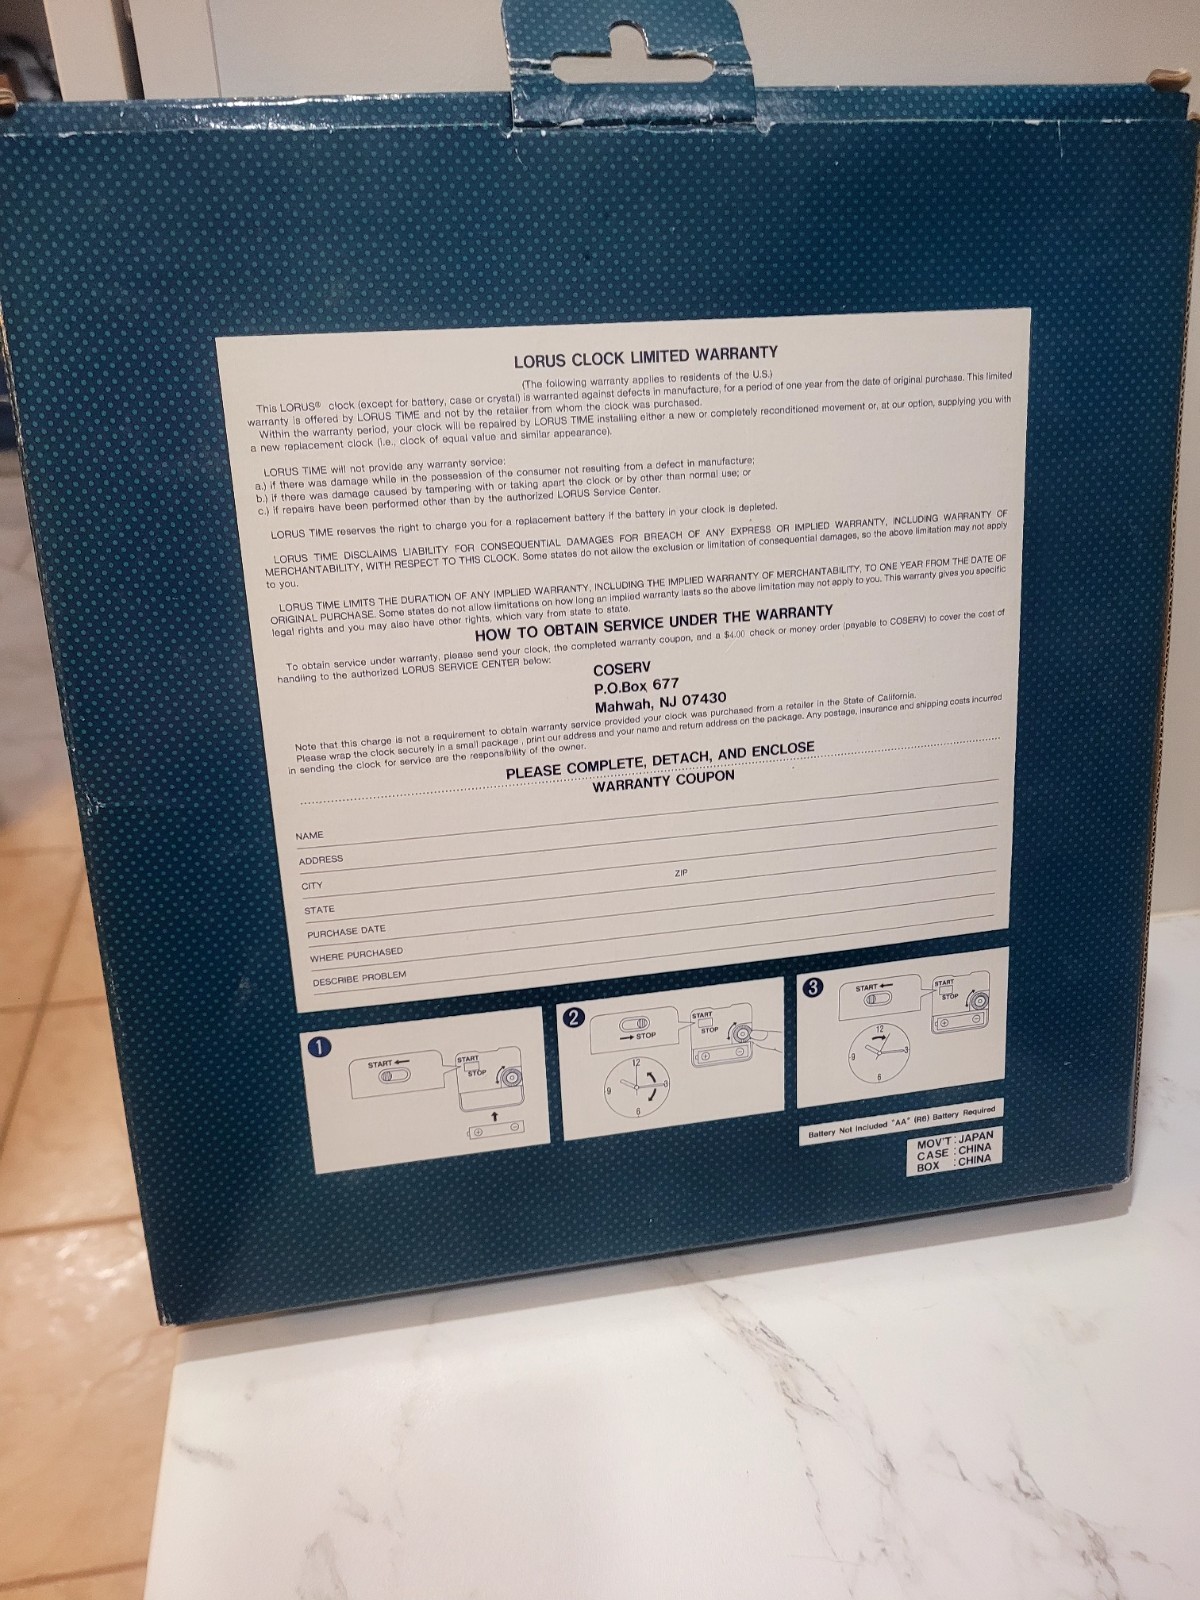 LORUS CLOCK LIMITED WARRANTY
(The following warranty applies to residents of the U.S.)
This LORUS® clock (except for battery, case or crystal) is warranted against defects in manufacture, for a period of one year from the date of original purchase. This limited
warranty is offered by LORUS TIME and not by the retailer from whom the clock was purchased.
Within the warranty period, your clock will be repaired by LORUS TIME installing either a new or completely reconditioned movement or, at our option, supplying you with
a new replacement clock (i.e., clock of equal value and similar appearance).
LORUS TIME will not provide any warranty service:
a.) if there was damage while in the possession of the consumer not resulting from a defect in manufacture;
b.) if there was damage caused by tampering with or taking apart the clock or by other than normal use; or
c.) if repairs have been performed other than by the authorized LORUS Service Center.
LORUS TIME reserves the right to charge you for a replacement battery if the battery in your clock is depleted.
LORUS TIME DISCLAIMS LIABILITY FOR CONSEQUENTIAL DAMAGES FOR BREACH OF ANY EXPRESS OR IMPLIED WARRANTY, INCLUDING WARRANTY OF
MERCHANTABILITY, WITH RESPECT TO THIS CLOCK. Some states do not allow the exclusion or limitation of consequential damages, so the above limitation may not apply
to you.
LORUS TIME LIMITS THE DURATION OF ANY IMPLIED WARRANTY, INCLUDING THE IMPLIED WARRANTY OF MERCHANTABILITY, TO ONE YEAR FROM THE DATE OF
ORIGINAL PURCHASE. Some states do not allow limitations on how long an implied warranty lasts so the above limitation may not apply to you. This warranty gives you specific
legal rights and you may also have other rights, which vary from state to state.
HOW TO OBTAIN SERVICE UNDER THE WARRANTY
To obtain service under warranty, please send your clock, the completed warranty coupon, and a $4.00 check or money order (payable to COSERV) to cover the cost of
handling to the authorized LORUS SERVICE CENTER below:
COSERV
P.O.Box 677
Mahwah, NJ 07430
Note that this charge is not a requirement to obtain warranty service provided your clock was purchased from a retailer in the State of California.
Please wrap the clock securely in a small package, print our address and your name and return address on the package. Any postage, insurance and shipping costs incurred
in sending the clock for service are the responsibility of the owner.
PLEASE COMPLETE, DETACH, AND ENCLOSE
WARRANTY COUPON
NAME
ADDRESS
CITY
STATE ZIP
PURCHASE DATE
WHERE PURCHASED
DESCRIBE PROBLEM
1
START
START
STOP
2
STOP
START
STOP
12
3
6
9
3
START
START
STOP
12
3
6
9
Battery Not Included "AA" (R6) Battery Required
MOV'T : JAPAN
CASE : CHINA
BOX : CHINA